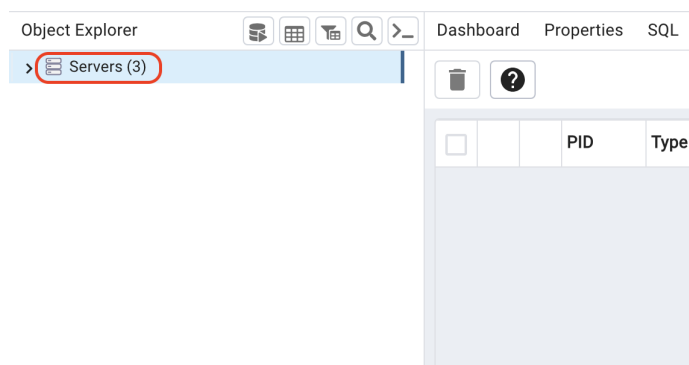 Object Explorer
Dashboard Properties SQL
Servers (3)
PID Type